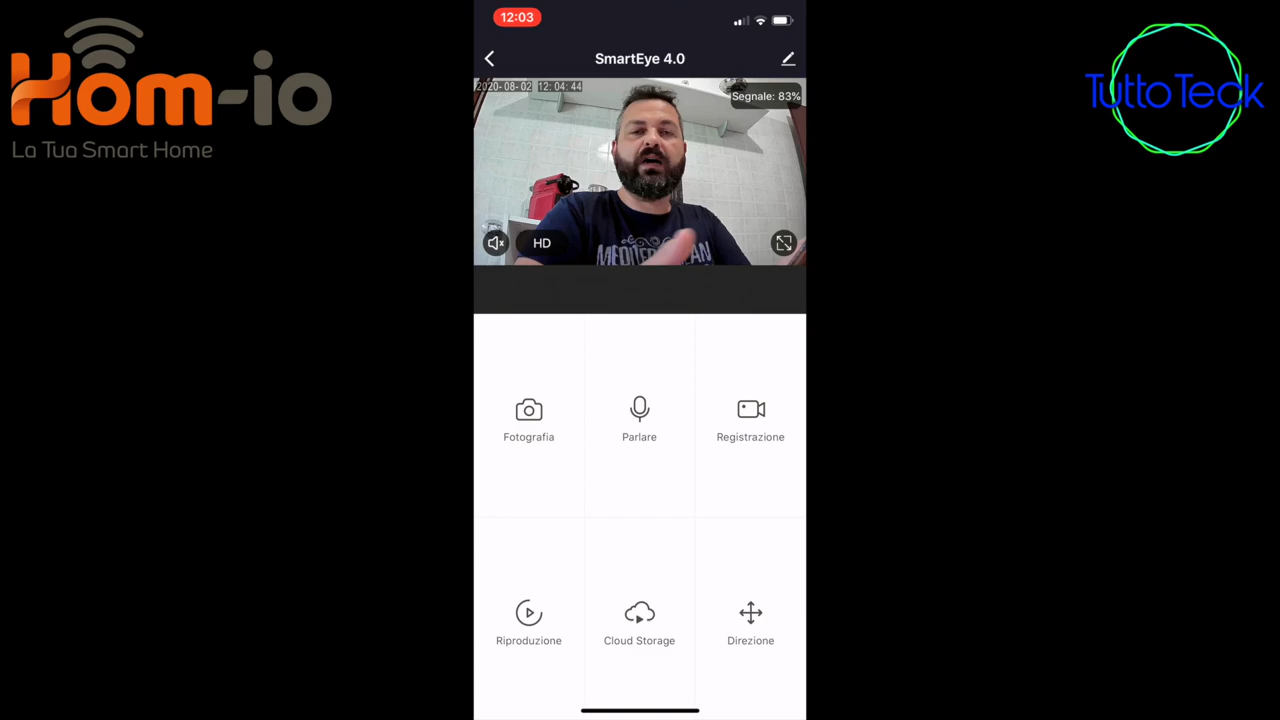 Hom-io
La Tua Smart Home
12:03
SmartEye 4.0
2020-08-02 12:04:44
Segnale: 83%
HD
MEDITERRANEAN
Fotografia
Parlare
Registrazione
Riproduzione
Cloud Storage
Direzione
TuttoTeck